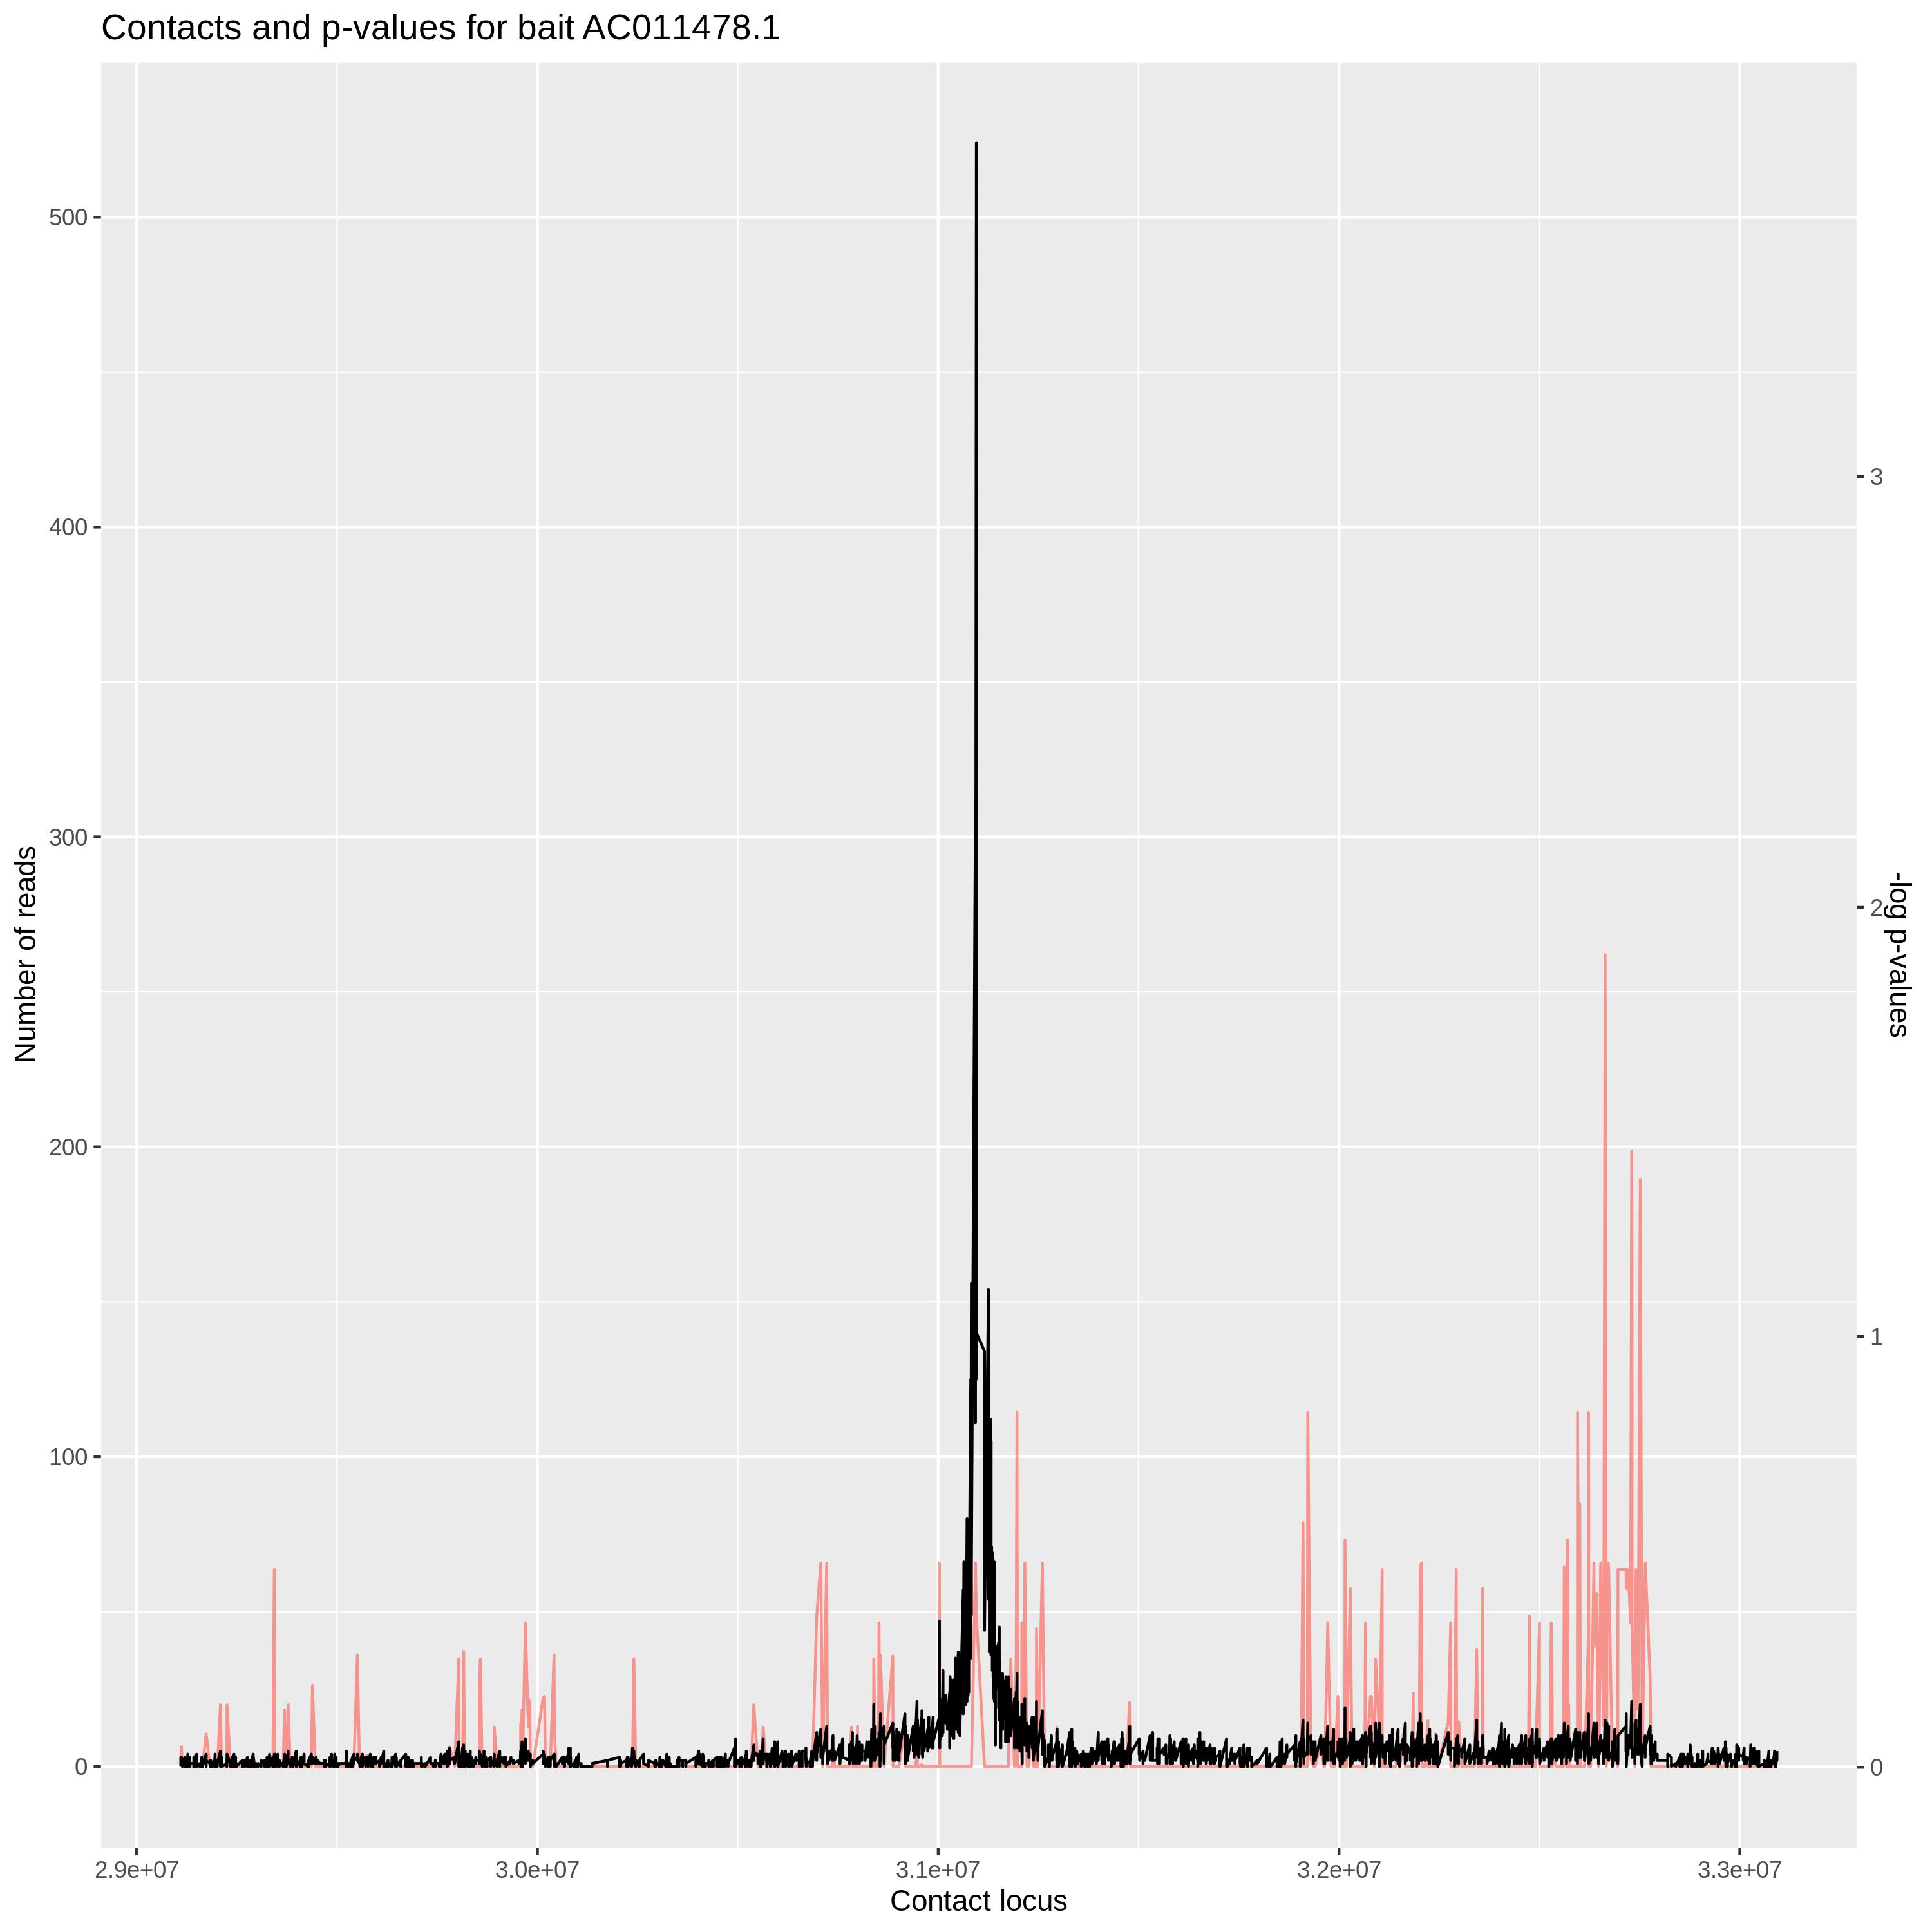 Contacts and p-values for bait AC011478.1
500
400
300
200
100
0
Number of reads
3
2
1
0
-log p-values
2.9e+07
3.0e+07
3.1e+07
3.2e+07
3.3e+07
Contact locus